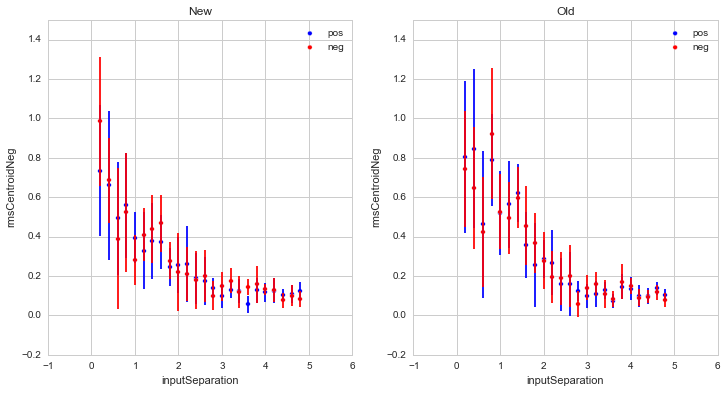 New
1.4
1.2
1.0
0.8
0.6
0.4
0.2
0.0
−0.2
rmsCentroidNeg
pos
neg
−1 0 1 2 3 4 5 6
inputSeparation
Old
1.4
1.2
1.0
0.8
0.6
0.4
0.2
0.0
−0.2
rmsCentroidNeg
pos
neg
−1 0 1 2 3 4 5 6
inputSeparation